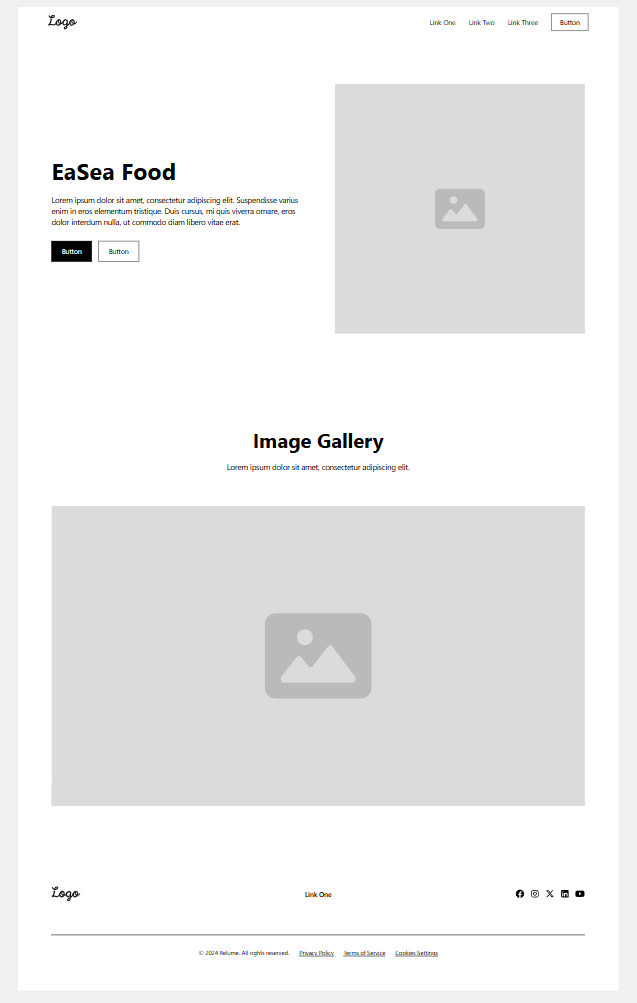 Logo
Link One
Link Two
Link Three
Button
EaSea Food
Lorem ipsum dolor sit amet, consectetur adipiscing elit. Suspendisse varius
enim in eros elementum tristique. Duis cursus, mi quis viverra ornare, eros
dolor interdum nulla, ut commodo diam libero vitae erat.
Button
Button
Image Gallery
Lorem ipsum dolor sit amet, consectetur adipiscing elit.
Logo
Link One
© 2024 Relume. All rights reserved.
Privacy Policy
Terms of Service
Cookies Settings